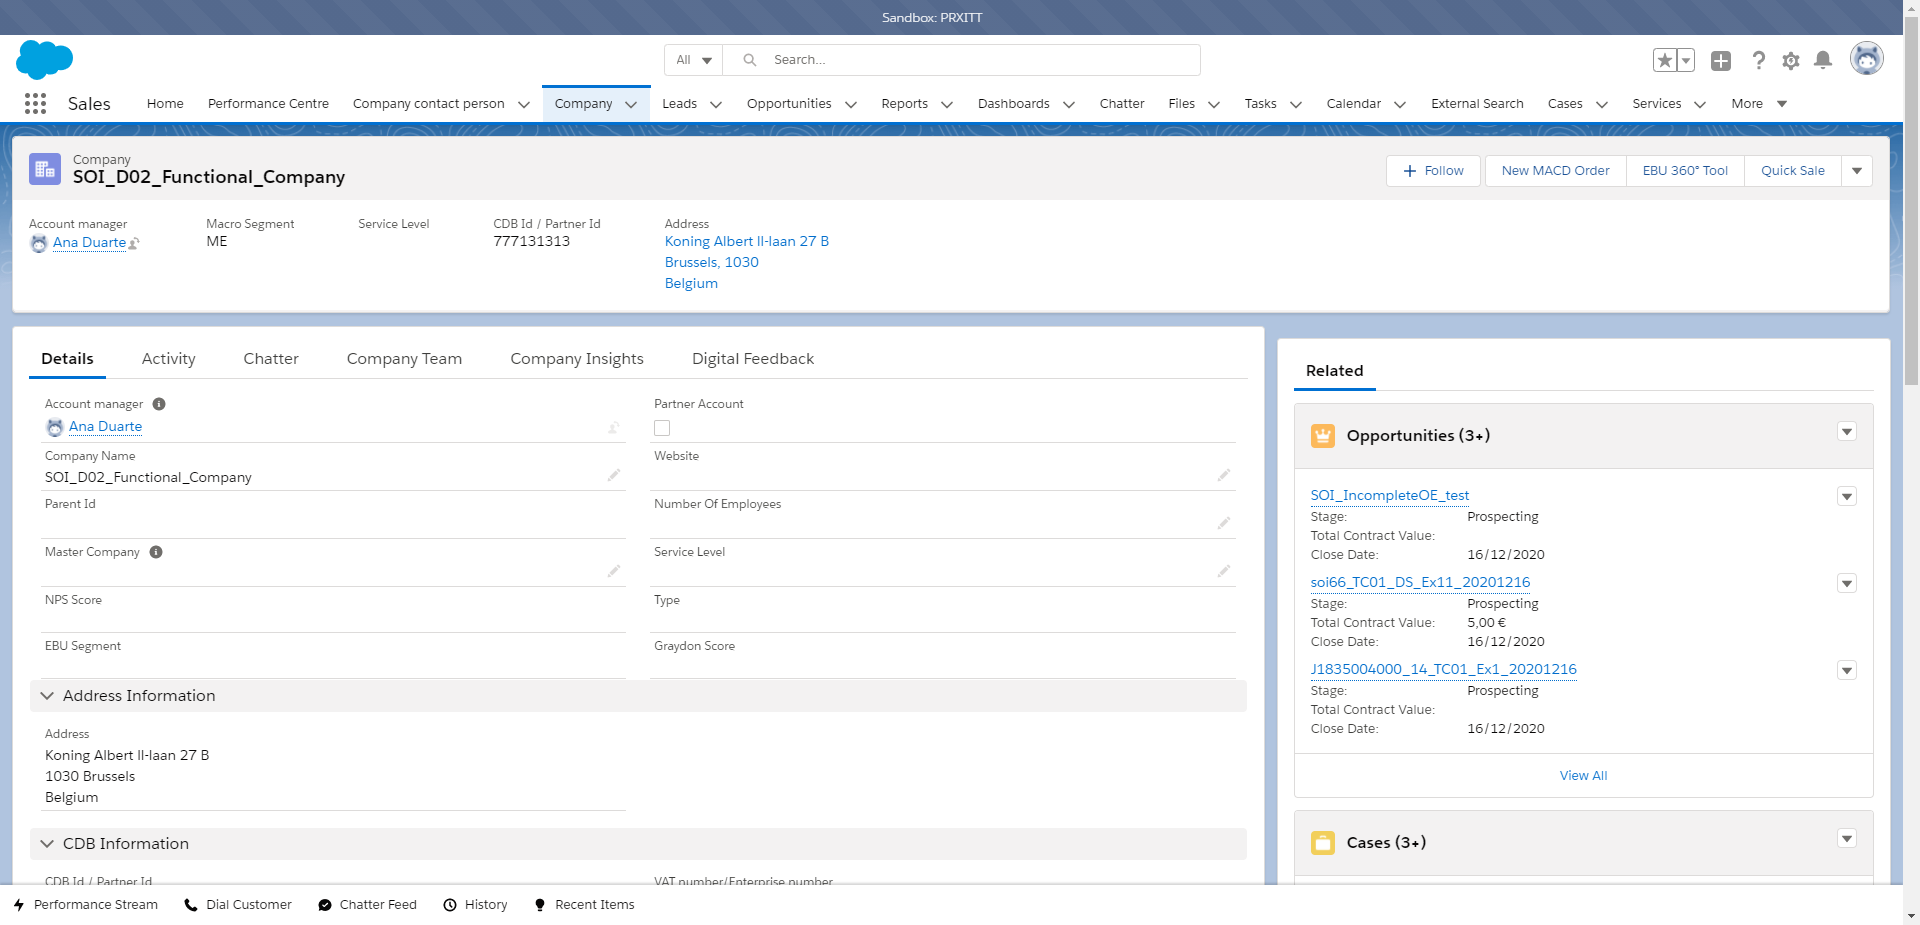 Sandbox: PRXITT
All
Search...
Sales
Home
Performance Centre
Company contact person
Company
Leads
Opportunities
Reports
Dashboards
Chatter
Files
Tasks
Calendar
External Search
Cases
Services
More
Company
SOI_D02_Functional_Company
Follow
New MACD Order
EBU 360° Tool
Quick Sale
Account manager
Ana Duarte
Macro Segment
ME
Service Level
CDB Id / Partner Id
777131313
Address
Koning Albert II-laan 27 B
Brussels, 1030
Belgium
Details
Activity
Chatter
Company Team
Company Insights
Digital Feedback
Account manager
Ana Duarte
Partner Account
Company Name
SOI_D02_Functional_Company
Website
Parent Id
Number Of Employees
Master Company
Service Level
NPS Score
Type
EBU Segment
Graydon Score
Address Information
Address
Koning Albert II-laan 27 B
1030 Brussels
Belgium
CDB Information
CDB Id / Partner Id
VAT number/Enterprise number
Related
Opportunities (3+)
SOI_IncompleteOE_test
Stage: Prospecting
Total Contract Value:
Close Date: 16/12/2020
soi66_TC01_DS_Ex11_20201216
Stage: Prospecting
Total Contract Value: 5,00 €
Close Date: 16/12/2020
J1835004000_14_TC01_Ex1_20201216
Stage: Prospecting
Total Contract Value:
Close Date: 16/12/2020
View All
Cases (3+)
Performance Stream
Dial Customer
Chatter Feed
History
Recent Items